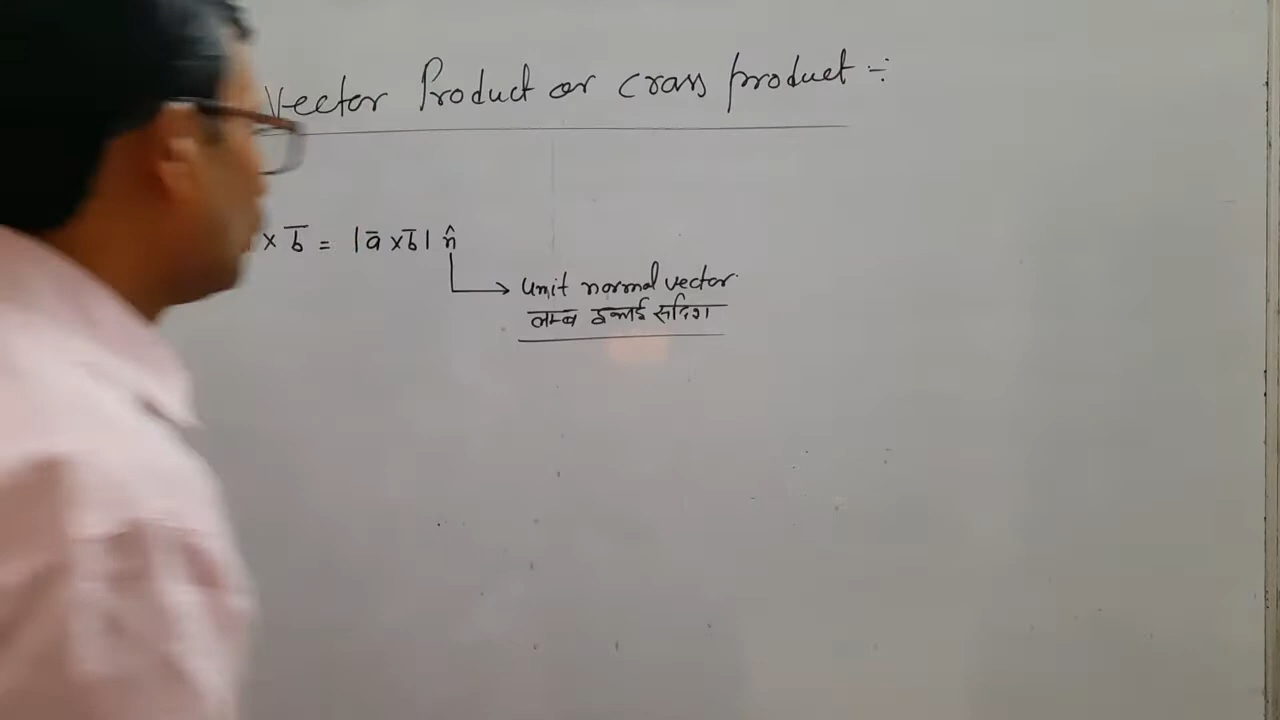 Vector Product or cross product ÷
× b̅ = |a̅ × b̅| n̂
→ Unit normal vector
लम्ब इकाई सदिश